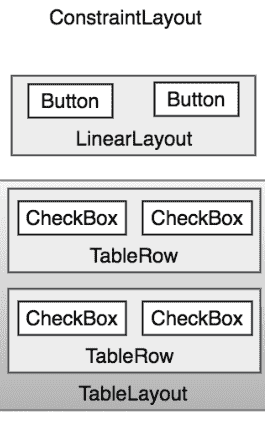 ConstraintLayout
Button Button
LinearLayout
CheckBox CheckBox
TableRow
CheckBox CheckBox
TableRow
TableLayout